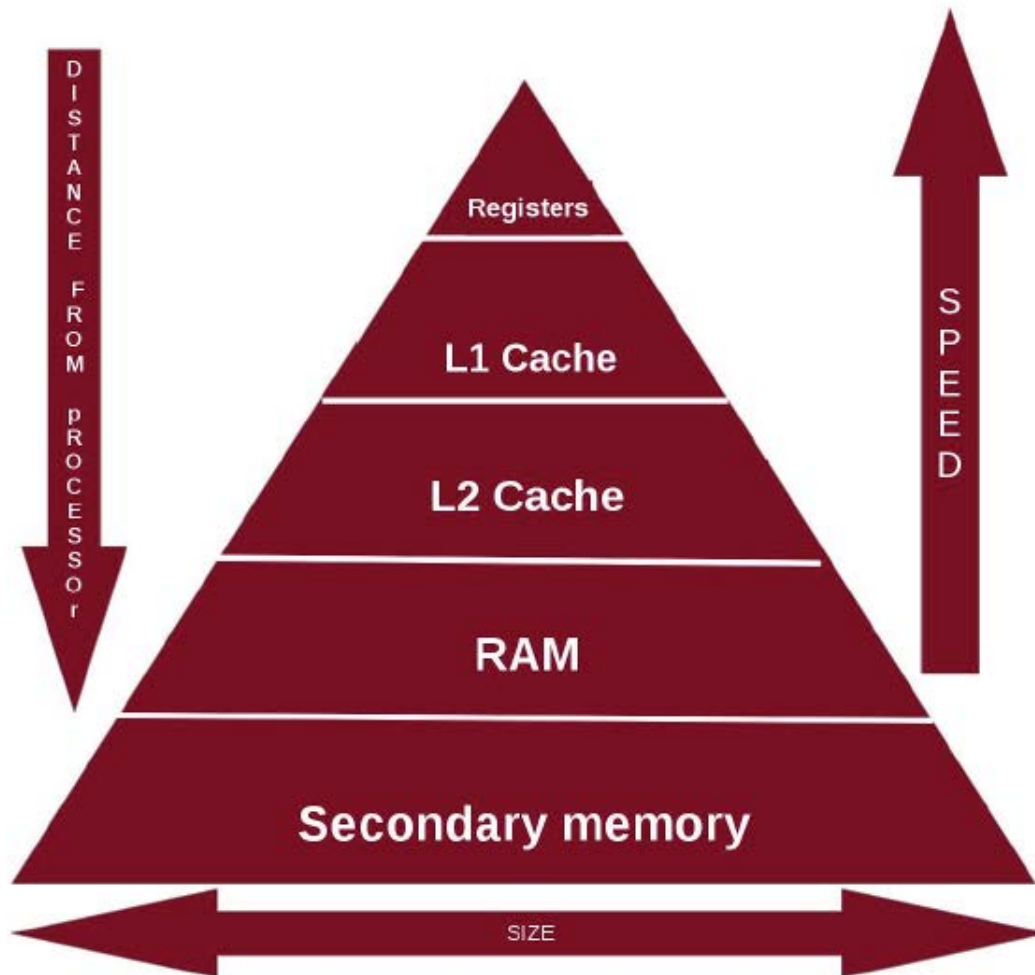 DISTANCE FROM pROCESSOr
Registers
L1 Cache
L2 Cache
RAM
Secondary memory
SPEED
SIZE